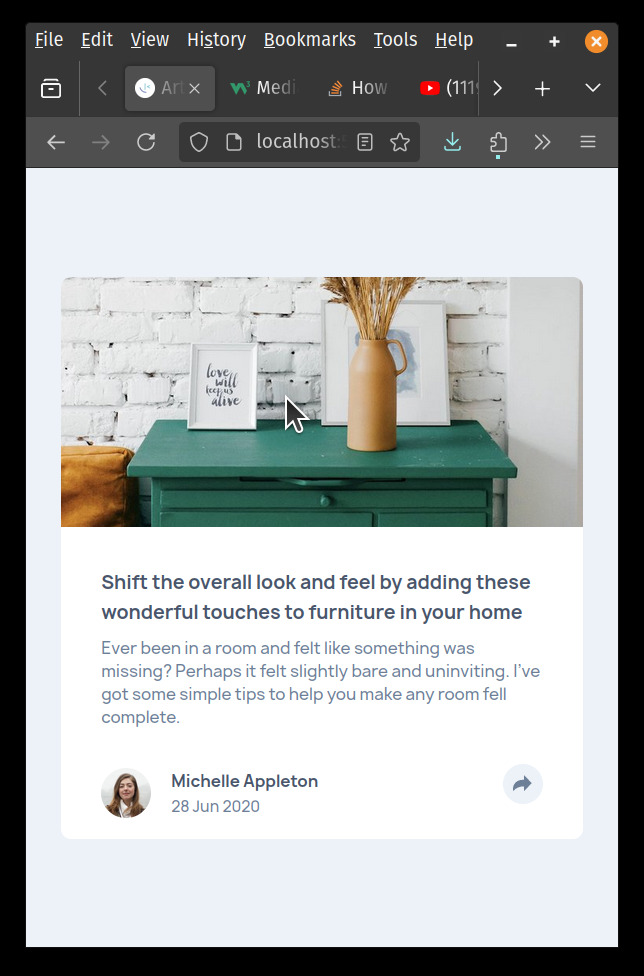 File Edit View History Bookmarks Tools Help
Art Medi How (111
localhost:
love
will
keep us
alive
Shift the overall look and feel by adding these
wonderful touches to furniture in your home
Ever been in a room and felt like something was
missing? Perhaps it felt slightly bare and uninviting. I’ve
got some simple tips to help you make any room fell
complete.
Michelle Appleton
28 Jun 2020